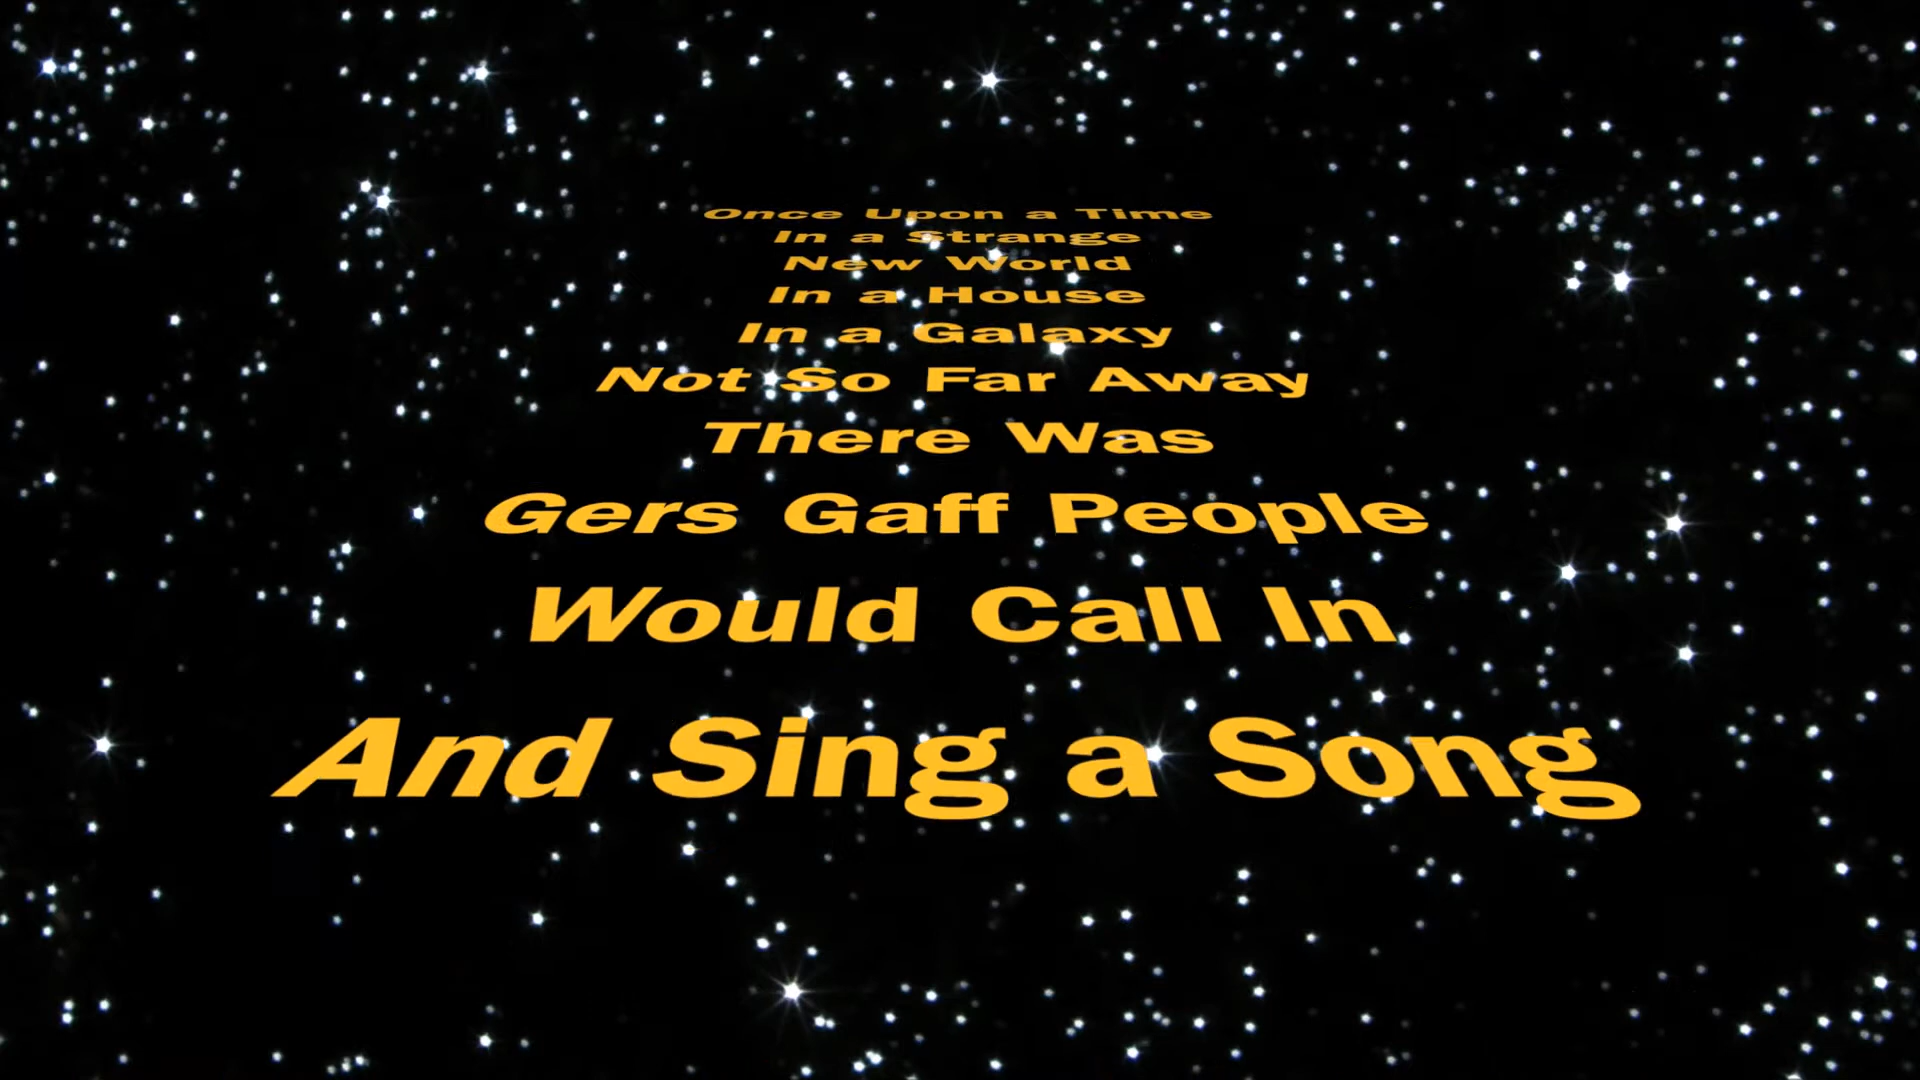 Once Upon a Time
In a Strange
New World
In a House
In a Galaxy
Not So Far Away
There Was
Gers Gaff People
Would Call In
And Sing a Song